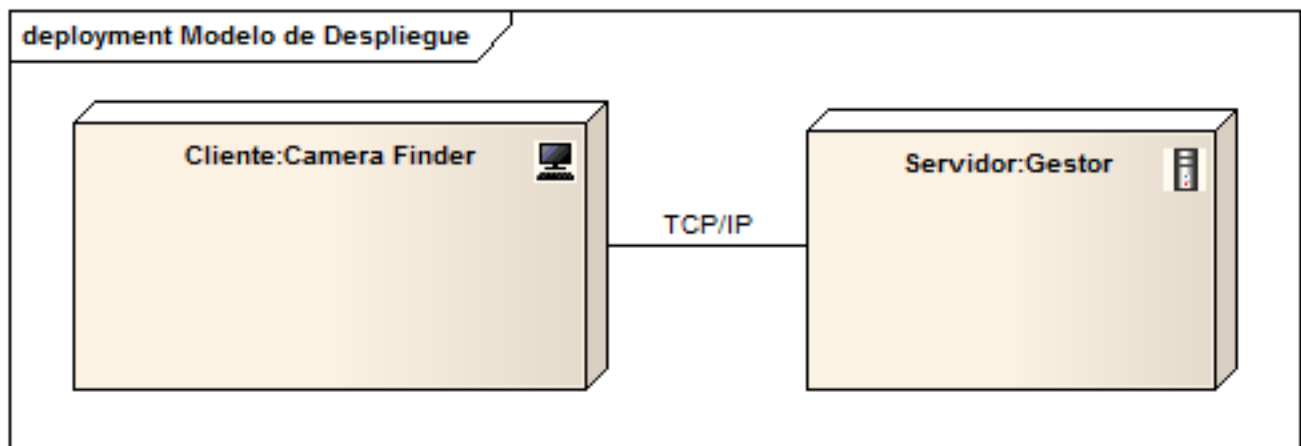 deployment Modelo de Despliegue
Cliente:Camera Finder
Servidor:Gestor
TCP/IP